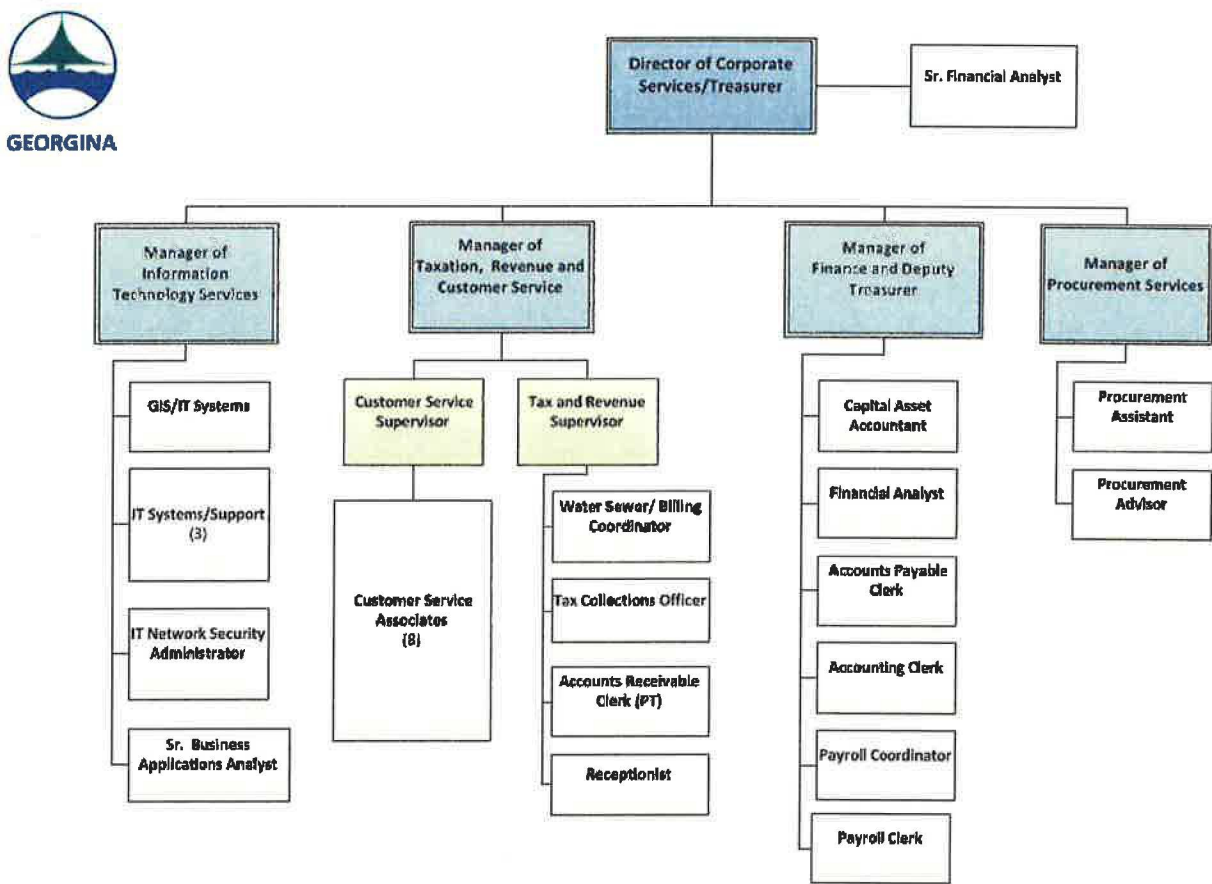 GEORGINA
Director of Corporate
Services/Treasurer
Sr. Financial Analyst
Manager of
Information
Technology Services
Manager of
Taxation, Revenue and
Customer Service
Manager of
Finance and Deputy
Treasurer
Manager of
Procurement Services
GIS/IT Systems
IT Systems/Support
(3)
IT Network Security
Administrator
Sr. Business
Applications Analyst
Customer Service
Supervisor
Customer Service
Associates
(8)
Tax and Revenue
Supervisor
Water Sewer/ Billing
Coordinator
Tax Collections Officer
Accounts Receivable
Clerk (PT)
Receptionist
Capital Asset
Accountant
Financial Analyst
Accounts Payable
Clerk
Accounting Clerk
Payroll Coordinator
Payroll Clerk
Procurement
Assistant
Procurement
Advisor